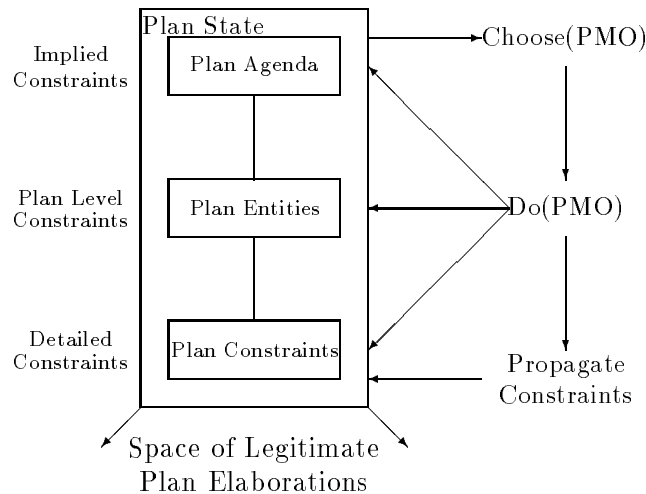 Plan State
Implied
Constraints
Plan Agenda
Choose(PMO)
Plan Level
Constraints
Plan Entities
Do(PMO)
Detailed
Constraints
Plan Constraints
Propagate
Constraints
Space of Legitimate
Plan Elaborations